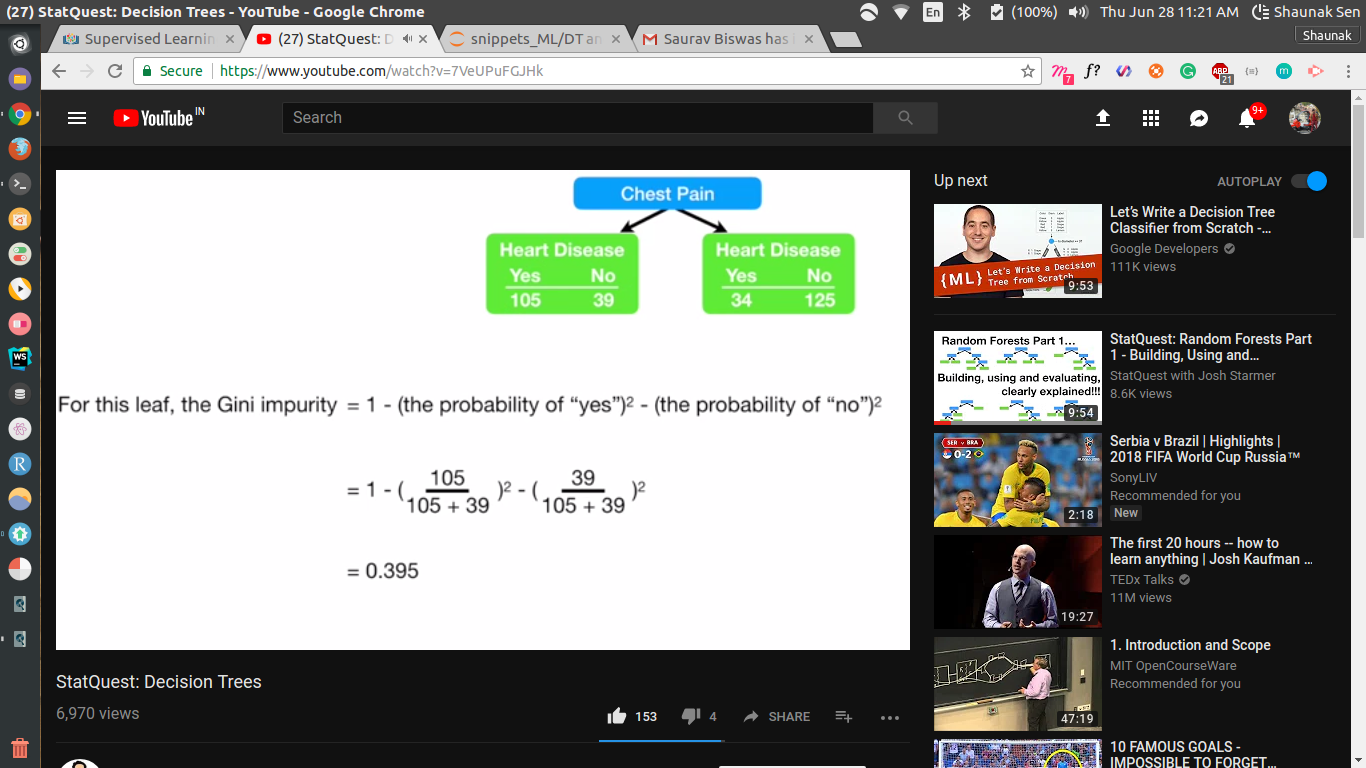 (27) StatQuest: Decision Trees - YouTube - Google Chrome
En (100%) Thu Jun 28 11:21 AM Shaunak Sen
Supervised Learnin
(27) StatQuest: D
snippets_ML/DT an
M Saurav Biswas has
Shaunak
Secure https://www.youtube.com/watch?v=7VeUPuFGJHk
7 f? 21 m
YouTube IN
Search
9+
Chest Pain
Heart Disease
Yes No
105 39
Heart Disease
Yes No
34 125
For this leaf, the Gini impurity = 1 - (the probability of “yes”)² - (the probability of “no”)²
= 1 - ( 105 / 105 + 39 )² - ( 39 / 105 + 39 )²
= 0.395
StatQuest: Decision Trees
6,970 views
153 4 SHARE
Up next AUTOPLAY
{ML} Let's Write a Decision
Tree from Scratch
9:53
Let’s Write a Decision Tree
Classifier from Scratch -...
Google Developers
111K views
Random Forests Part 1...
Building, using and evaluating,
clearly explained!!!
9:54
StatQuest: Random Forests Part
1 - Building, Using and...
StatQuest with Josh Starmer
8.6K views
SER v BRA
0-2
2:18
Serbia v Brazil | Highlights |
2018 FIFA World Cup Russia™
SonyLIV
Recommended for you
New
19:27
The first 20 hours -- how to
learn anything | Josh Kaufman ...
TEDx Talks
11M views
47:19
1. Introduction and Scope
MIT OpenCourseWare
Recommended for you
10 FAMOUS GOALS -
IMPOSSIBLE TO FORGET...
WS
R